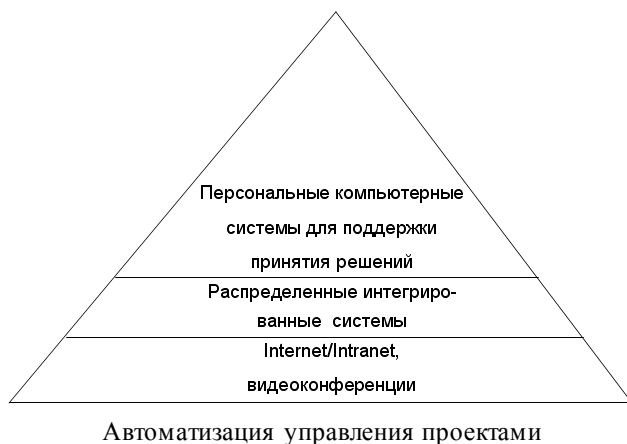 Персональные компьютерные
системы для поддержки
принятия решений
Распределенные интегриро-
ванные системы
Internet/Intranet,
видеоконференции
Автоматизация управления проектами